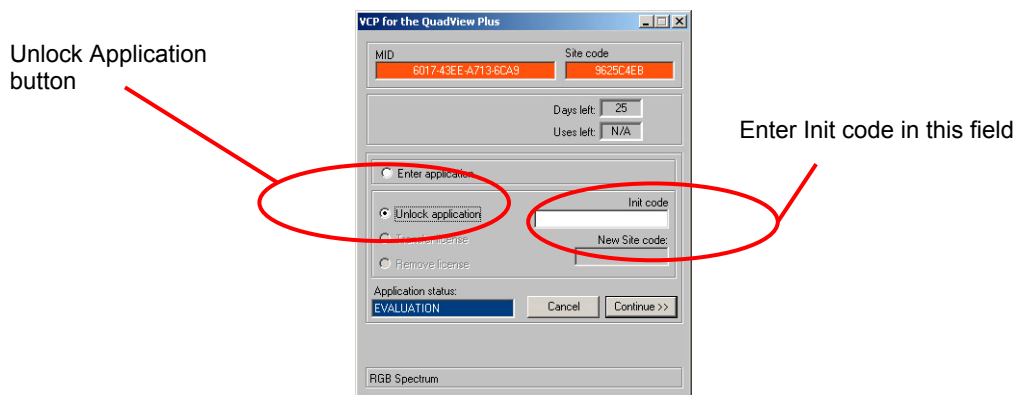 VCP for the QuadView Plus
Unlock Application
button
MID
Site code
6017-43EE-A713-6CA9
9625C4EB
Days left: 25
Uses left: N/A
Enter Init code in this field
Enter application
Unlock application
Init code
Transfer license
New Site code:
Remove license
Application status:
EVALUATION
Cancel
Continue >>
RGB Spectrum